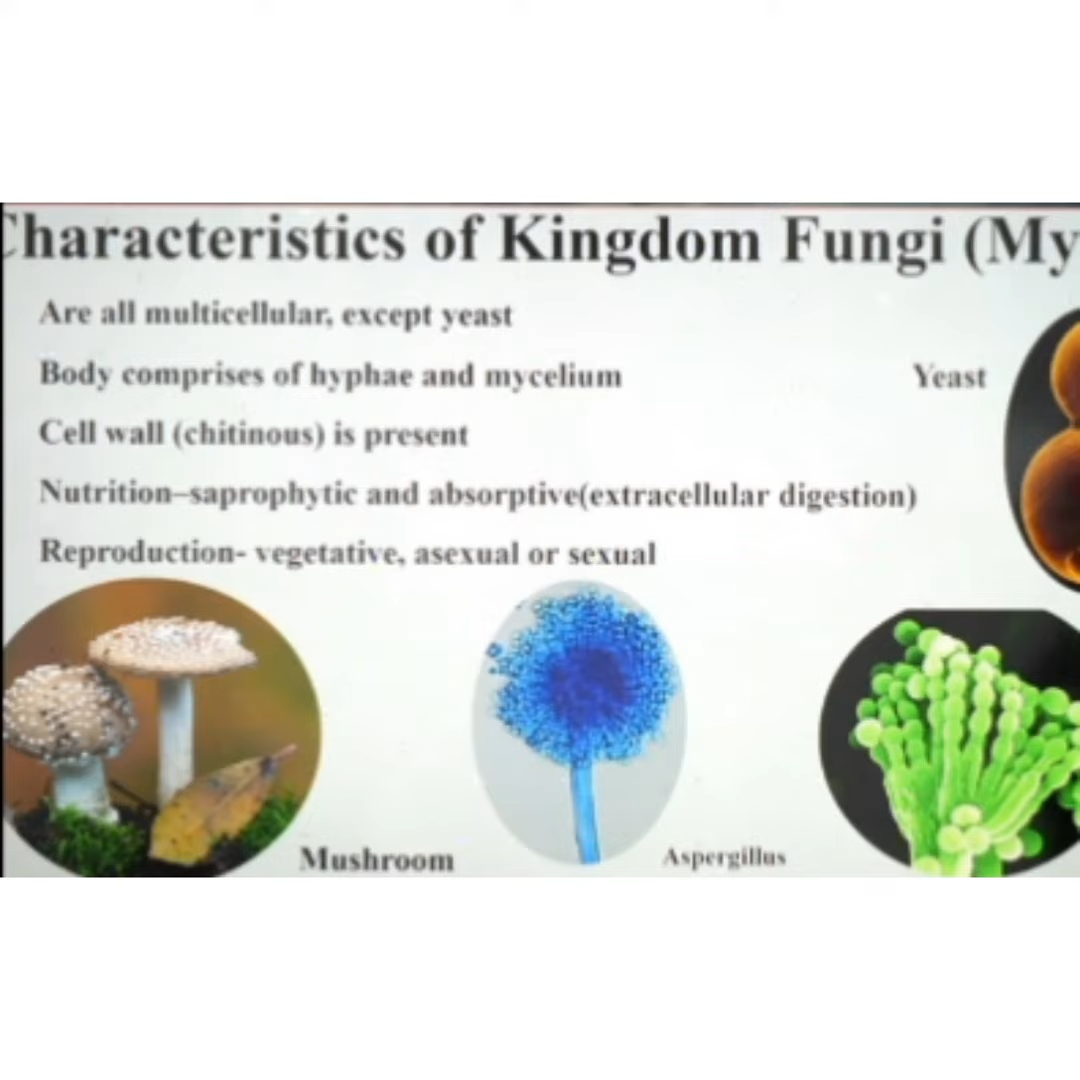 Characteristics of Kingdom Fungi (My
Are all multicellular, except yeast
Body comprises of hyphae and mycelium
Yeast
Cell wall (chitinous) is present
Nutrition–saprophytic and absorptive(extracellular digestion)
Reproduction- vegetative, asexual or sexual
Mushroom
Aspergillus